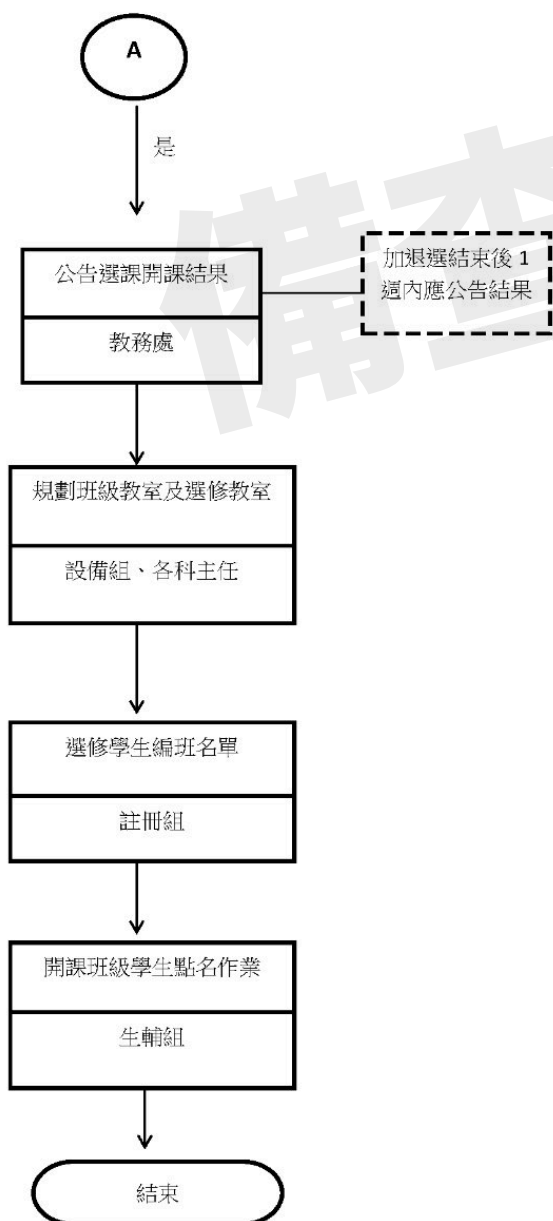 A
是
備查
公告選課開課結果
教務處
加退選結束後 1
週內應公告結果
規劃班級教室及選修教室
設備組、各科主任
選修學生編班名單
註冊組
開課班級學生點名作業
生輔組
結束